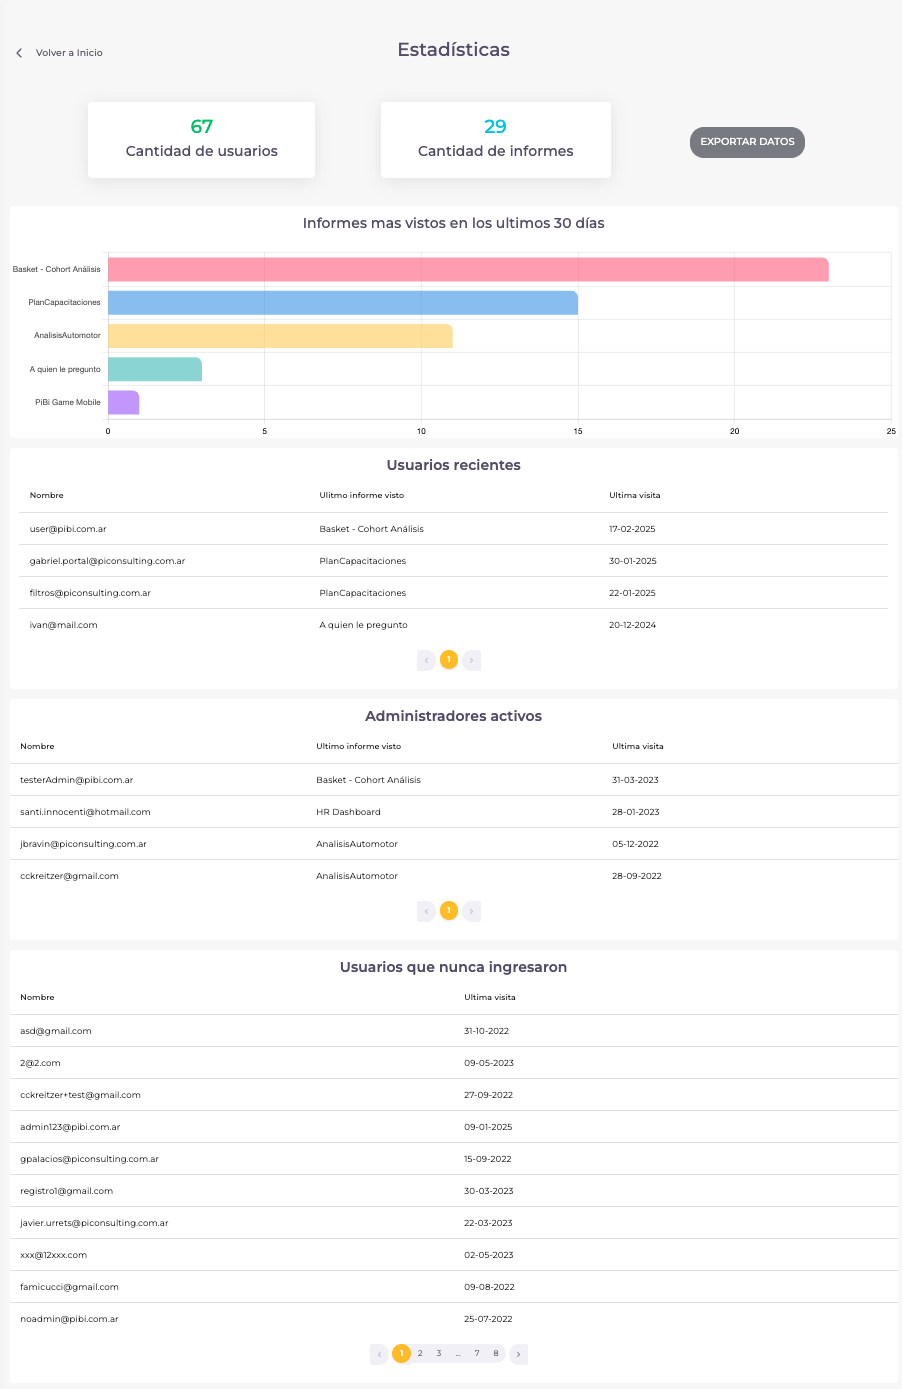 Volver a Inicio
Estadísticas
67
Cantidad de usuarios
29
Cantidad de informes
EXPORTAR DATOS
Informes mas vistos en los ultimos 30 días
Basket - Cohort Análisis
PlanCapacitaciones
AnalisisAutomotor
A quien le pregunto
PiBi Game Mobile
0 5 10 15 20 25
Usuarios recientes
Nombre Ulitmo informe visto Ultima visita
user@pibi.com.ar Basket - Cohort Análisis 17-02-2025
gabriel.portal@piconsulting.com.ar PlanCapacitaciones 30-01-2025
filtros@piconsulting.com.ar PlanCapacitaciones 22-01-2025
ivan@mail.com A quien le pregunto 20-12-2024
‹ 1 ›
Administradores activos
Nombre Ultimo informe visto Ultima visita
testerAdmin@pibi.com.ar Basket - Cohort Análisis 31-03-2023
santi.innocenti@hotmail.com HR Dashboard 28-01-2023
jbravin@piconsulting.com.ar AnalisisAutomotor 05-12-2022
cckreitzer@gmail.com AnalisisAutomotor 28-09-2022
‹ 1 ›
Usuarios que nunca ingresaron
Nombre Ultima visita
asd@gmail.com 31-10-2022
2@2.com 09-05-2023
cckreitzer+test@gmail.com 27-09-2022
admin123@pibi.com.ar 09-01-2025
gpalacios@piconsulting.com.ar 15-09-2022
registro1@gmail.com 30-03-2023
javier.urrets@piconsulting.com.ar 22-03-2023
xxx@12xxx.com 02-05-2023
famicucci@gmail.com 09-08-2022
noadmin@pibi.com.ar 25-07-2022
‹ 1 2 3 ... 7 8 ›